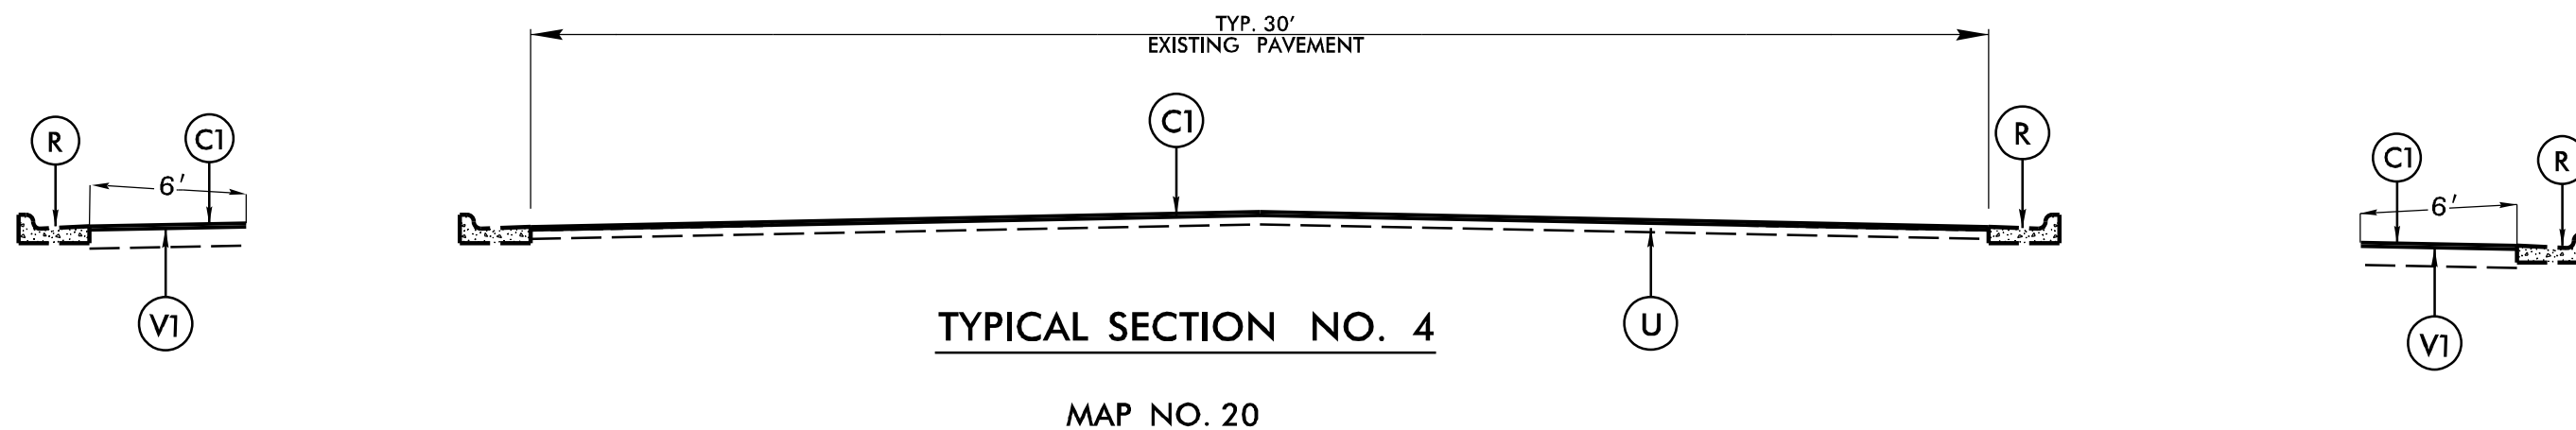 TYP. 30'
EXISTING PAVEMENT
R
C1
6'
V1
C1
R
U
C1
R
6'
V1
TYPICAL SECTION NO. 4
MAP NO. 20